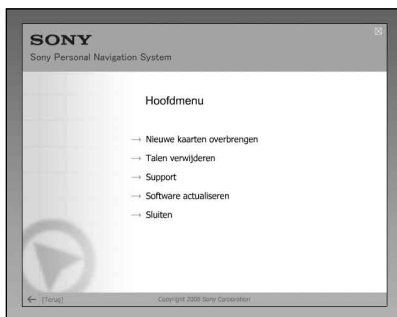 SONY
Sony Personal Navigation System
Hoofdmenu
→ Nieuwe kaarten overbrengen
→ Talen verwijderen
→ Support
→ Software actualiseren
→ Sluiten
← [Terug]
Copyright 2008 Sony Corporation